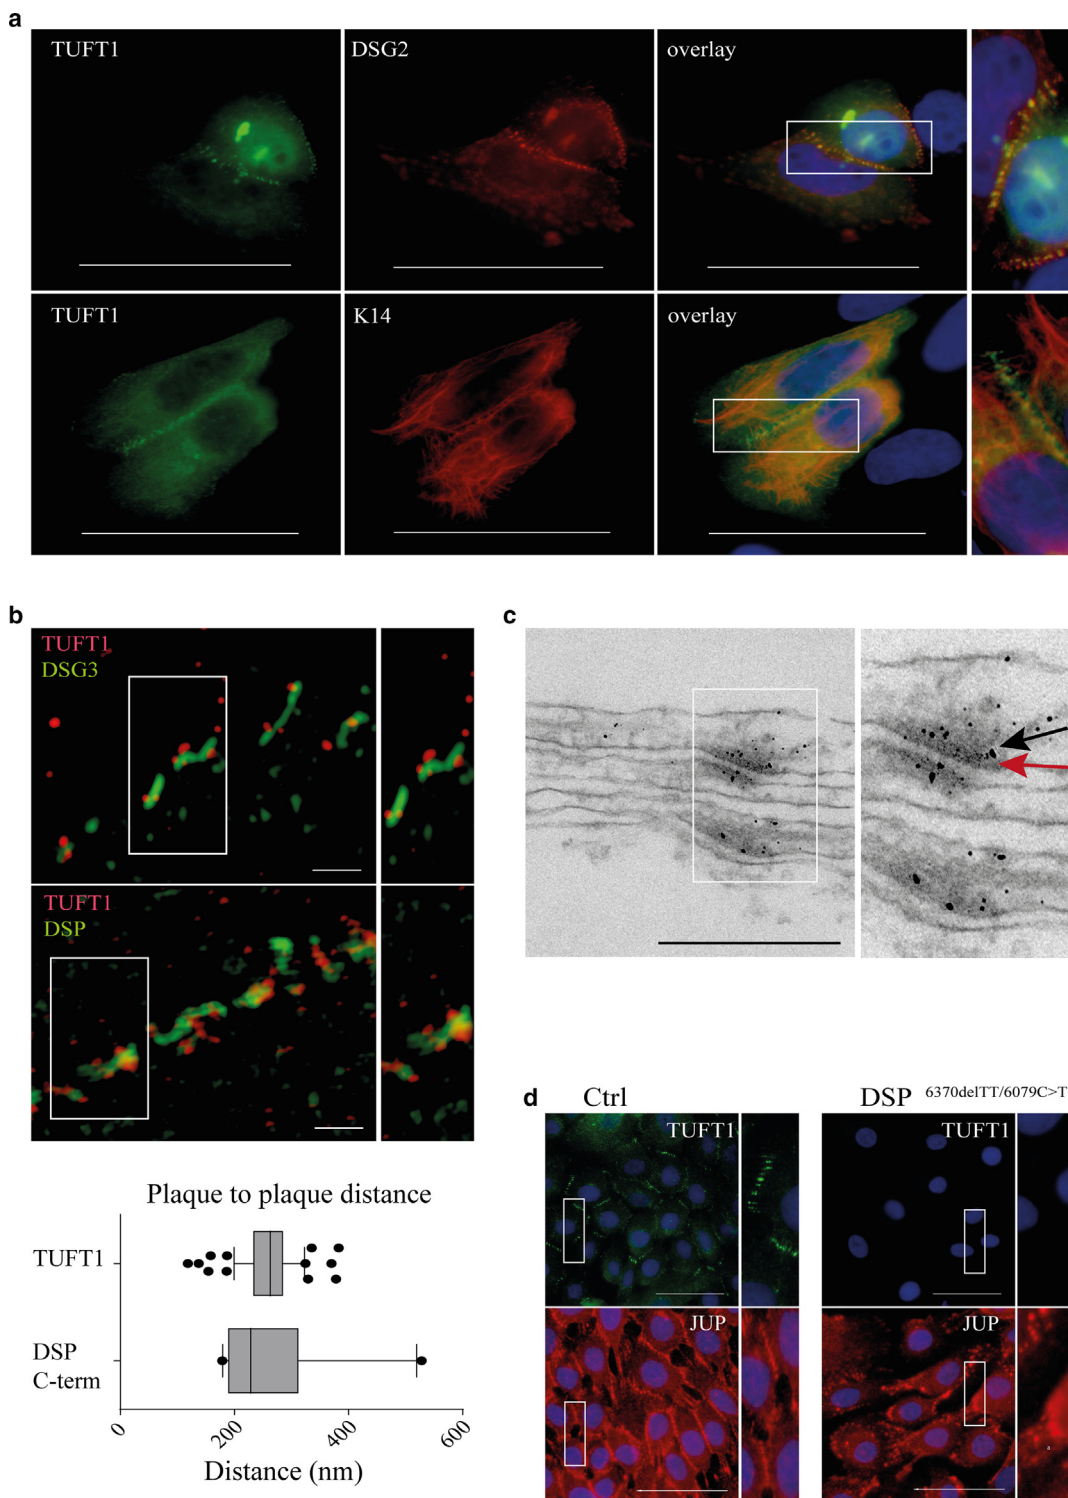 a
TUFT1
DSG2
overlay
TUFT1
K14
overlay
b
TUFT1
DSG3
TUFT1
DSP
Plaque to plaque distance
TUFT1
DSP
C-term
0
200
400
600
Distance (nm)
c
d
Ctrl
DSP 6370delTT/6079C>T
TUFT1
TUFT1
JUP
JUP
a